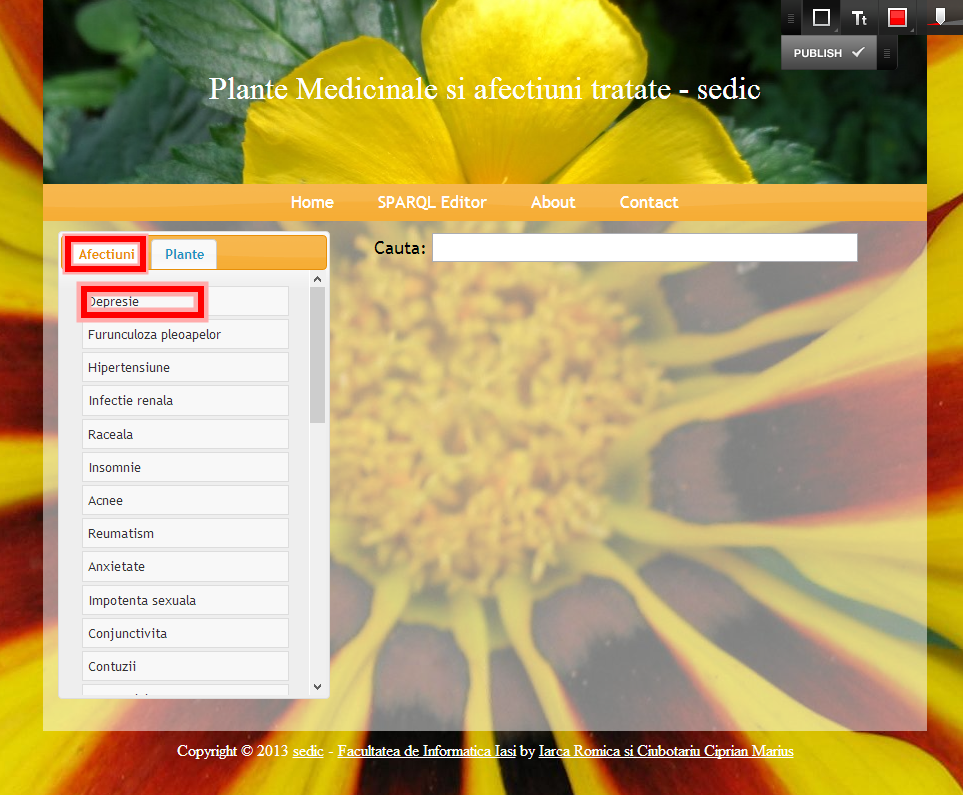 Tt
PUBLISH
Plante Medicinale si afectiuni tratate - sedic
Home SPARQL Editor About Contact
Afectiuni Plante
Cauta:
Depresie
Furunculoza pleoapelor
Hipertensiune
Infectie renala
Raceala
Insomnie
Acnee
Reumatism
Anxietate
Impotenta sexuala
Conjunctivita
Contuzii
Copyright © 2013 sedic - Facultatea de Informatica Iasi by Iarca Romica si Ciubotariu Ciprian Marius